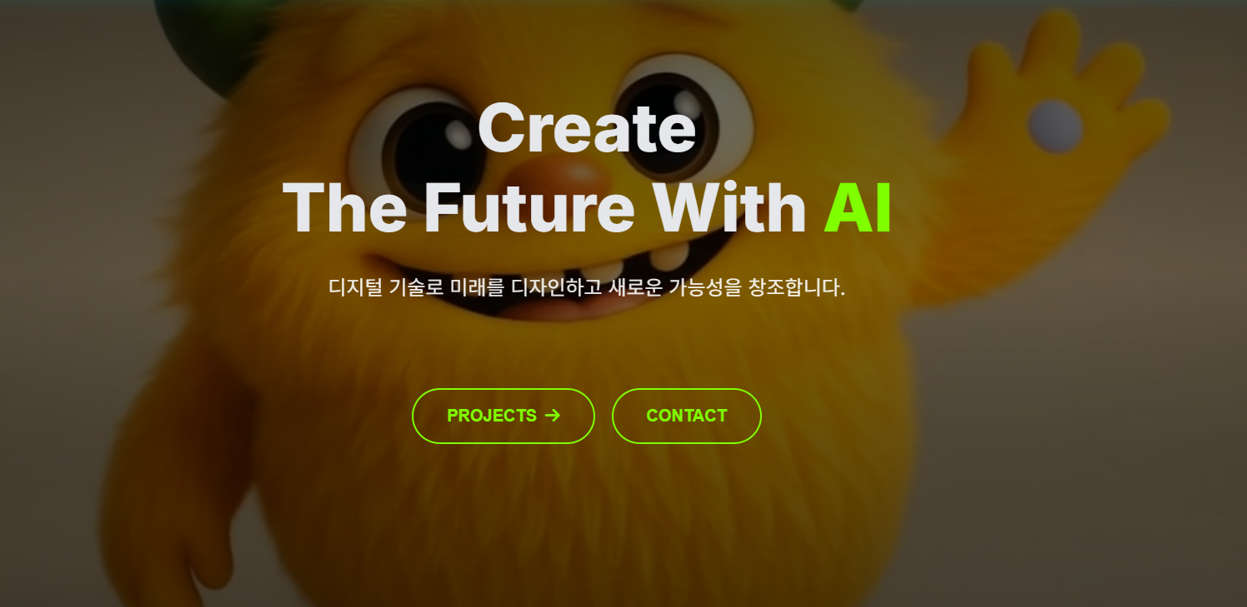 Create
The Future With AI
디지털 기술로 미래를 디자인하고 새로운 가능성을 창조합니다.
PROJECTS →
CONTACT